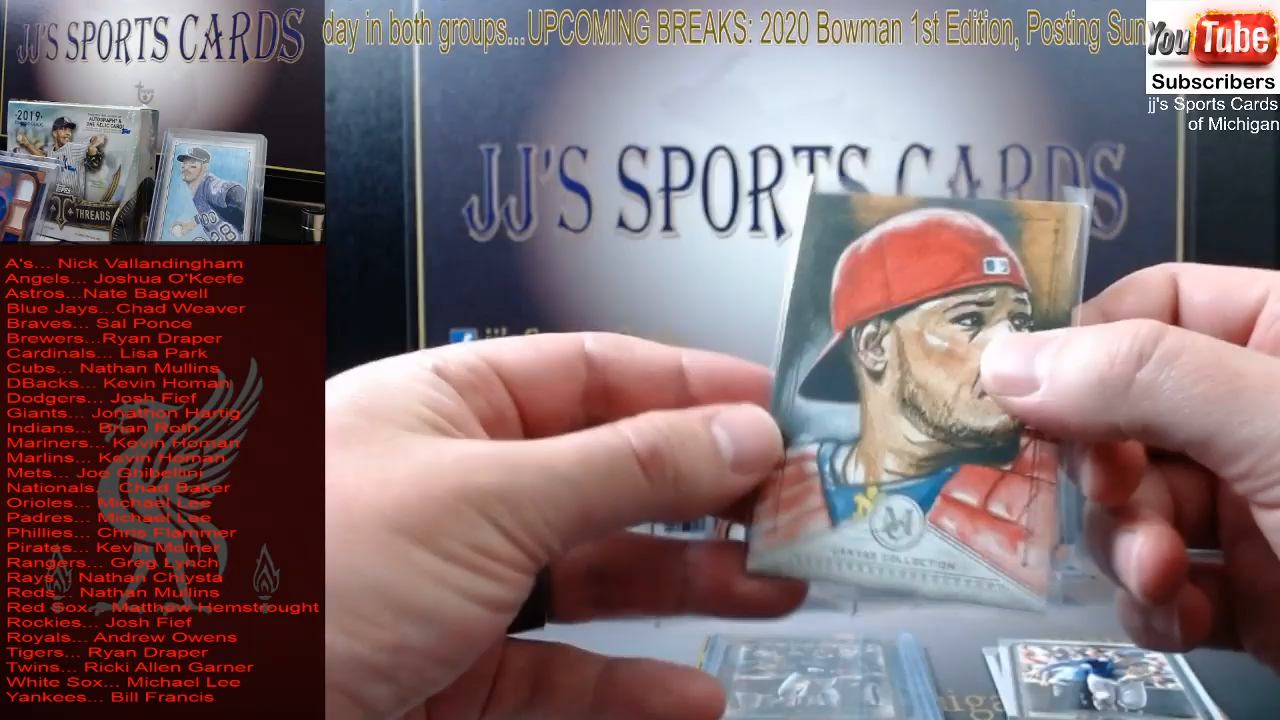 JJ'S SPORTS CARDS
day in both groups...UPCOMING BREAKS: 2020 Bowman 1st Edition, Posting Sun
You Tube
Subscribers
jj's Sports Cards
of Michigan
2019
THREADS
JJ'S SPORTS CARDS
CANVAS COLLECTION
A's... Nick Vallandingham
Angels... Joshua O'Keefe
Astros...Nate Bagwell
Blue Jays...Chad Weaver
Braves... Sal Ponce
Brewers...Ryan Draper
Cardinals... Lisa Park
Cubs... Nathan Mullins
DBacks... Kevin Homan
Dodgers... Josh Fief
Giants... Jonathon Hartig
Indians... Brian Roth
Mariners... Kevin Homan
Marlins... Kevin Homan
Mets... Joe Ghibellini
Nationals... Chad Baker
Orioles... Michael Lee
Padres... Michael Lee
Phillies... Chris Flammer
Pirates... Kevin Molner
Rangers... Greg Lynch
Rays... Nathan Chlysta
Reds... Nathan Mullins
Red Sox... Matthew Hemstrought
Rockies... Josh Fief
Royals... Andrew Owens
Tigers... Ryan Draper
Twins... Ricki Allen Garner
White Sox... Michael Lee
Yankees... Bill Francis